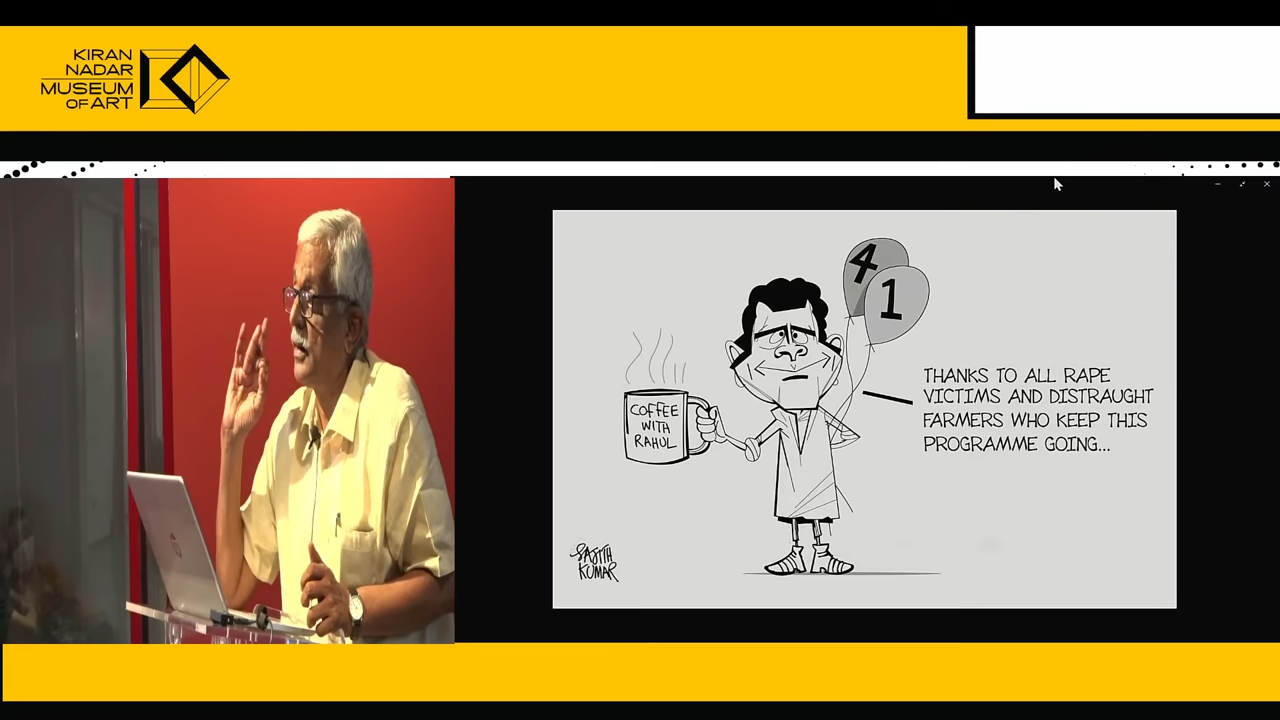 KIRAN
NADAR
MUSEUM
OF ART
4
1
COFFEE
WITH
RAHUL
THANKS TO ALL RAPE
VICTIMS AND DISTRAUGHT
FARMERS WHO KEEP THIS
PROGRAMME GOING...
SAJITH
KUMAR